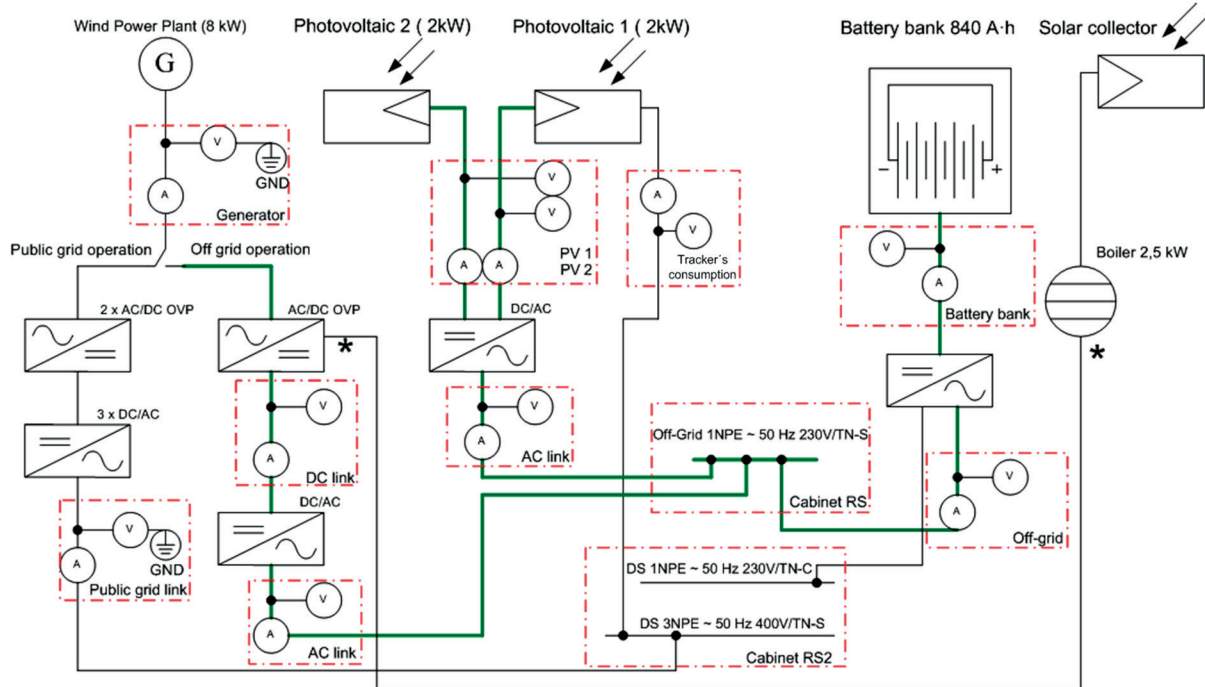 Wind Power Plant (8 kW)
Photovoltaic 2 ( 2kW)
Photovoltaic 1 ( 2kW)
Battery bank 840 A·h
Solar collector
G
V
GND
A
Generator
Public grid operation
Off grid operation
2 x AC/DC OVP
AC/DC OVP
*
3 x DC/AC
V
A
DC link
DC/AC
V
GND
A
Public grid link
V
A
AC link
V
V
A
A
PV 1
PV 2
DC/AC
V
A
AC link
A
V
Tracker´s
consumption
- +
V
A
Battery bank
Boiler 2,5 kW
*
Off-Grid 1NPE ~ 50 Hz 230V/TN-S
Cabinet RS
V
A
Off-grid
DS 1NPE ~ 50 Hz 230V/TN-C
DS 3NPE ~ 50 Hz 400V/TN-S
Cabinet RS2